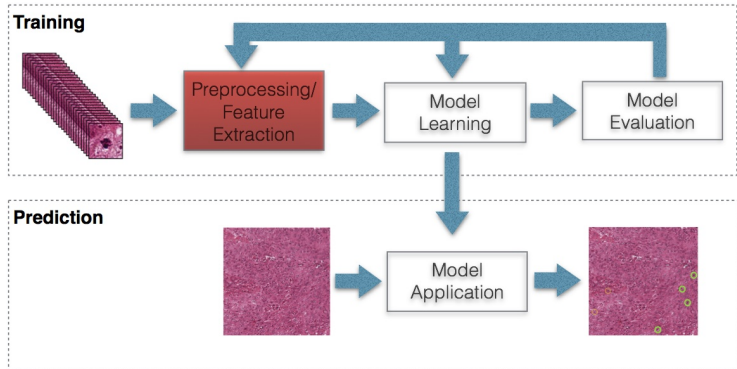 Training
Preprocessing/
Feature
Extraction
Model
Learning
Model
Evaluation
Prediction
Model
Application